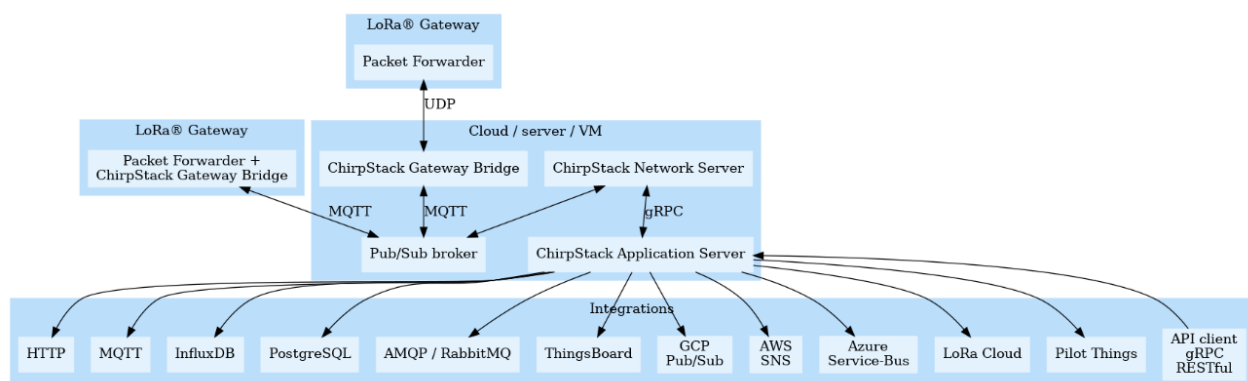 LoRa® Gateway
Packet Forwarder
UDP
LoRa® Gateway
Packet Forwarder +
ChirpStack Gateway Bridge
Cloud / server / VM
ChirpStack Gateway Bridge
ChirpStack Network Server
MQTT
MQTT
gRPC
Pub/Sub broker
ChirpStack Application Server
Integrations
HTTP
MQTT
InfluxDB
PostgreSQL
AMQP / RabbitMQ
ThingsBoard
GCP
Pub/Sub
AWS
SNS
Azure
Service-Bus
LoRa Cloud
Pilot Things
API client
gRPC
RESTful